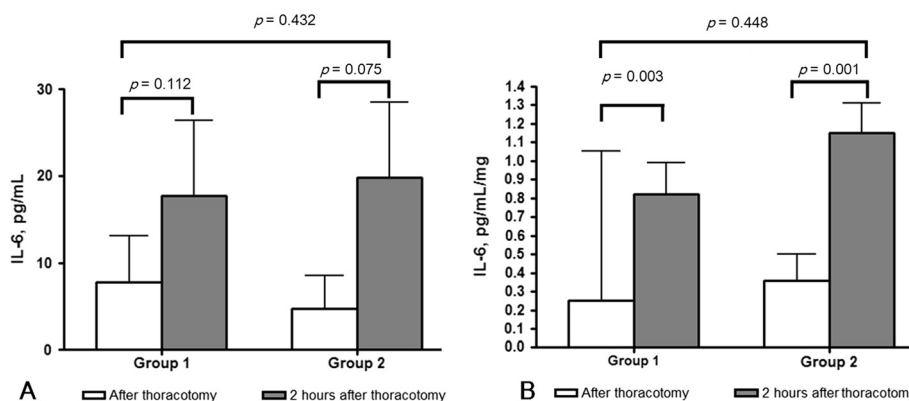 p = 0.432
p = 0.112
p = 0.075
30
20
10
0
IL-6, pg/mL
Group 1
Group 2
A
After thoracotomy
2 hours after thoracotomy
p = 0.448
p = 0.003
p = 0.001
1.4
1.3
1.2
1.1
1.0
0.9
0.8
0.7
0.6
0.5
0.4
0.3
0.2
0.1
0.0
IL-6, pg/mL/mg
Group 1
Group 2
B
After thoracotomy
2 hours after thoracotom